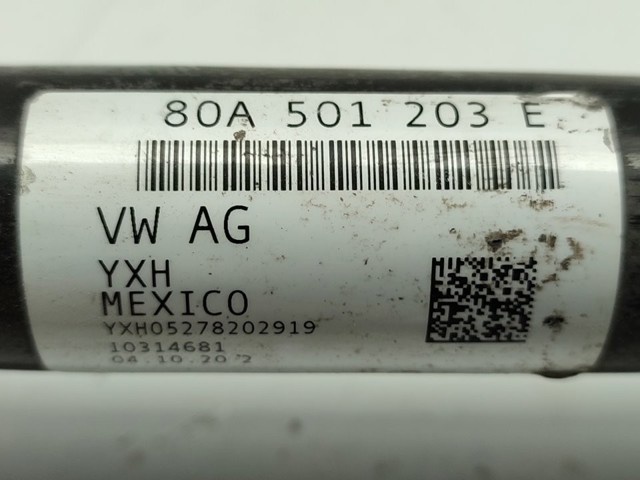 80A 501 203 E
VW AG
YXH
MEXICO
YXH05278202919
10314681